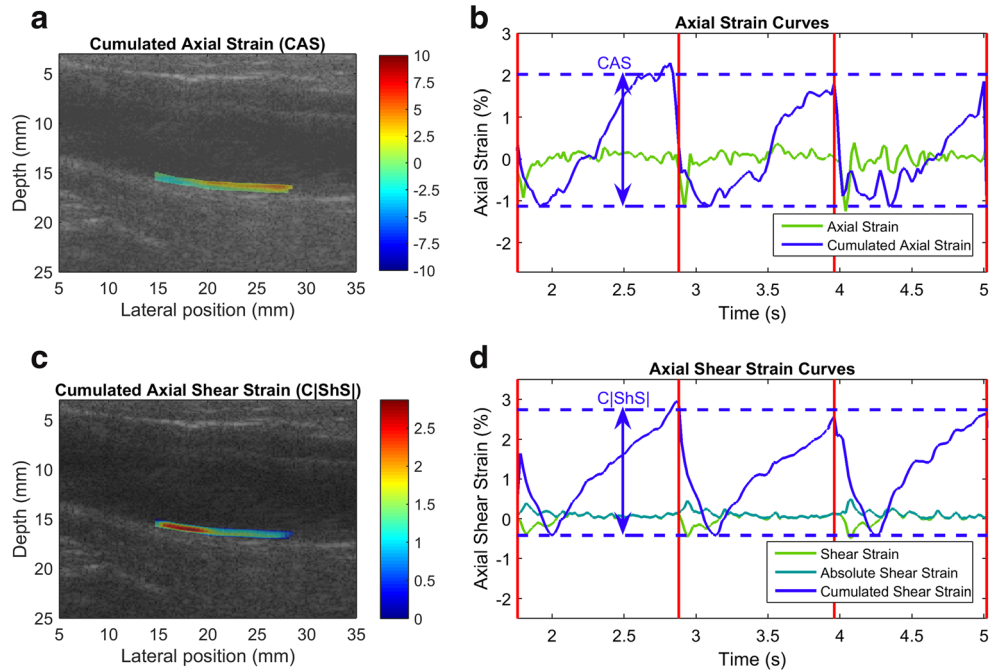 a
Cumulated Axial Strain (CAS)
Depth (mm)
5
10
15
20
25
5 10 15 20 25 30 35
Lateral position (mm)
10
7.5
5
2.5
0
-2.5
-5
-7.5
-10
b
Axial Strain Curves
Axial Strain (%)
3
2
1
0
-1
-2
CAS
Axial Strain
Cumulated Axial Strain
2 2.5 3 3.5 4 4.5 5
Time (s)
c
Cumulated Axial Shear Strain (C|ShS|)
Depth (mm)
5
10
15
20
25
5 10 15 20 25 30 35
Lateral position (mm)
2.5
2
1.5
1
0.5
0
d
Axial Shear Strain Curves
Axial Shear Strain (%)
3
2
1
0
-1
-2
C|ShS|
Shear Strain
Absolute Shear Strain
Cumulated Shear Strain
2 2.5 3 3.5 4 4.5 5
Time (s)